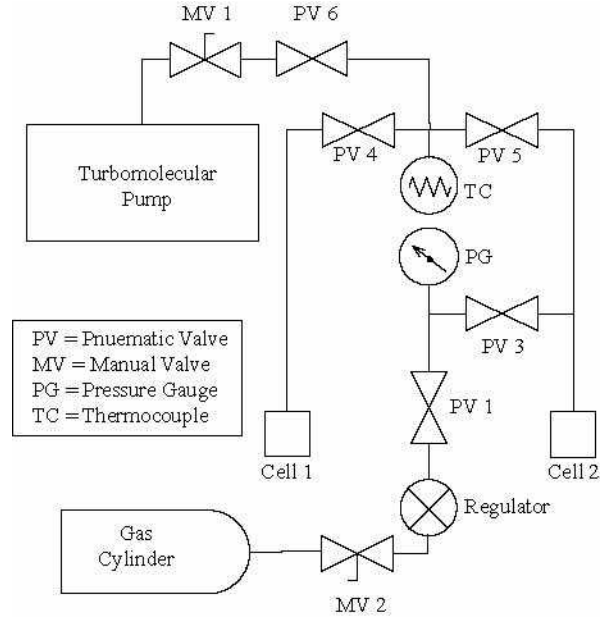 MV 1
PV 6
PV 4
PV 5
Turbomolecular
Pump
TC
PG
PV = Pnuematic Valve
MV = Manual Valve
PG = Pressure Gauge
TC = Thermocouple
PV 3
PV 1
Cell 1
Cell 2
Regulator
Gas
Cylinder
MV 2